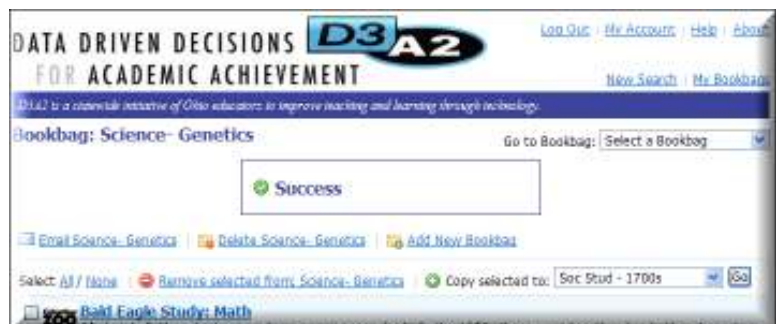 DATA DRIVEN DECISIONS D3A2
FOR ACADEMIC ACHIEVEMENT
Log Out | My Account | Help | About
New Search | My Bookbags
D3A2 is a statewide initiative of Ohio educators to improve teaching and learning through technology.
Bookbag: Science- Genetics
Go to Bookbag: Select a Bookbag
Success
Email Science- Genetics | Delete Science- Genetics | Add New Bookbag
Select: All / None | Remove selected from: Science- Genetics | Copy selected to: Soc Stud - 1700s Go
Bald Eagle Study: Math